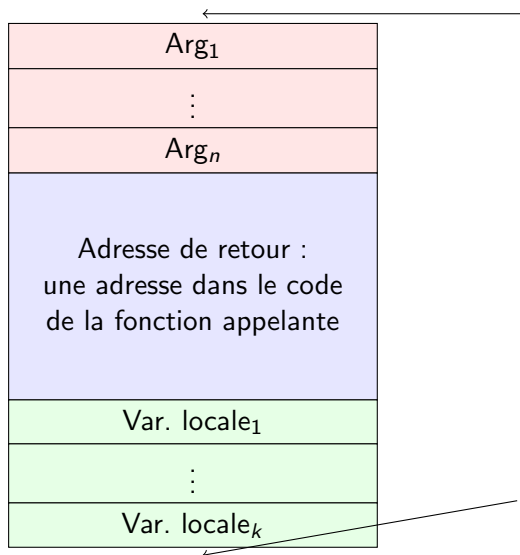 Arg₁
⋮
Argₙ
Adresse de retour :
une adresse dans le code
de la fonction appelante
Var. locale₁
⋮
Var. localeₖ